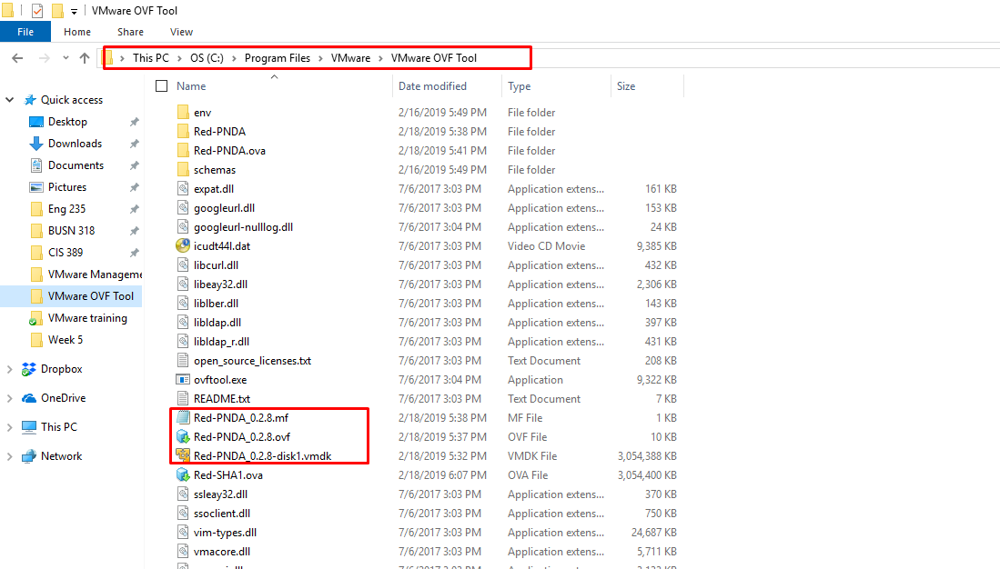 VMware OVF Tool
File Home Share View
This PC OS (C:) Program Files VMware VMware OVF Tool
Name Date modified Type Size
Quick access
Desktop
Downloads
Documents
Pictures
Eng 235
BUSN 318
CIS 389
VMware Manageme
VMware OVF Tool
VMware training
Week 5
Dropbox
OneDrive
This PC
Network
env 2/16/2019 5:49 PM File folder
Red-PNDA 2/18/2019 5:38 PM File folder
Red-PNDA.ova 2/18/2019 5:41 PM File folder
schemas 2/16/2019 5:49 PM File folder
expat.dll 7/6/2017 3:03 PM Application extens... 161 KB
googleurl.dll 7/6/2017 3:03 PM Application extens... 153 KB
googleurl-nulllog.dll 7/6/2017 3:04 PM Application extens... 24 KB
icudt44l.dat 7/6/2017 3:03 PM Video CD Movie 9,385 KB
libcurl.dll 7/6/2017 3:03 PM Application extens... 432 KB
libeay32.dll 7/6/2017 3:03 PM Application extens... 2,306 KB
liblber.dll 7/6/2017 3:03 PM Application extens... 143 KB
libldap.dll 7/6/2017 3:03 PM Application extens... 397 KB
libldap_r.dll 7/6/2017 3:03 PM Application extens... 431 KB
open_source_licenses.txt 7/6/2017 3:03 PM Text Document 208 KB
ovftool.exe 7/6/2017 3:04 PM Application 9,322 KB
README.txt 7/6/2017 3:03 PM Text Document 7 KB
Red-PNDA_0.2.8.mf 2/18/2019 5:38 PM MF File 1 KB
Red-PNDA_0.2.8.ovf 2/18/2019 5:37 PM OVF File 10 KB
Red-PNDA_0.2.8-disk1.vmdk 2/18/2019 5:32 PM VMDK File 3,054,388 KB
Red-SHA1.ova 2/18/2019 6:07 PM OVA File 3,054,400 KB
ssleay32.dll 7/6/2017 3:03 PM Application extens... 370 KB
ssoclient.dll 7/6/2017 3:03 PM Application extens... 750 KB
vim-types.dll 7/6/2017 3:03 PM Application extens... 24,687 KB
vmacore.dll 7/6/2017 3:03 PM Application extens... 5,711 KB